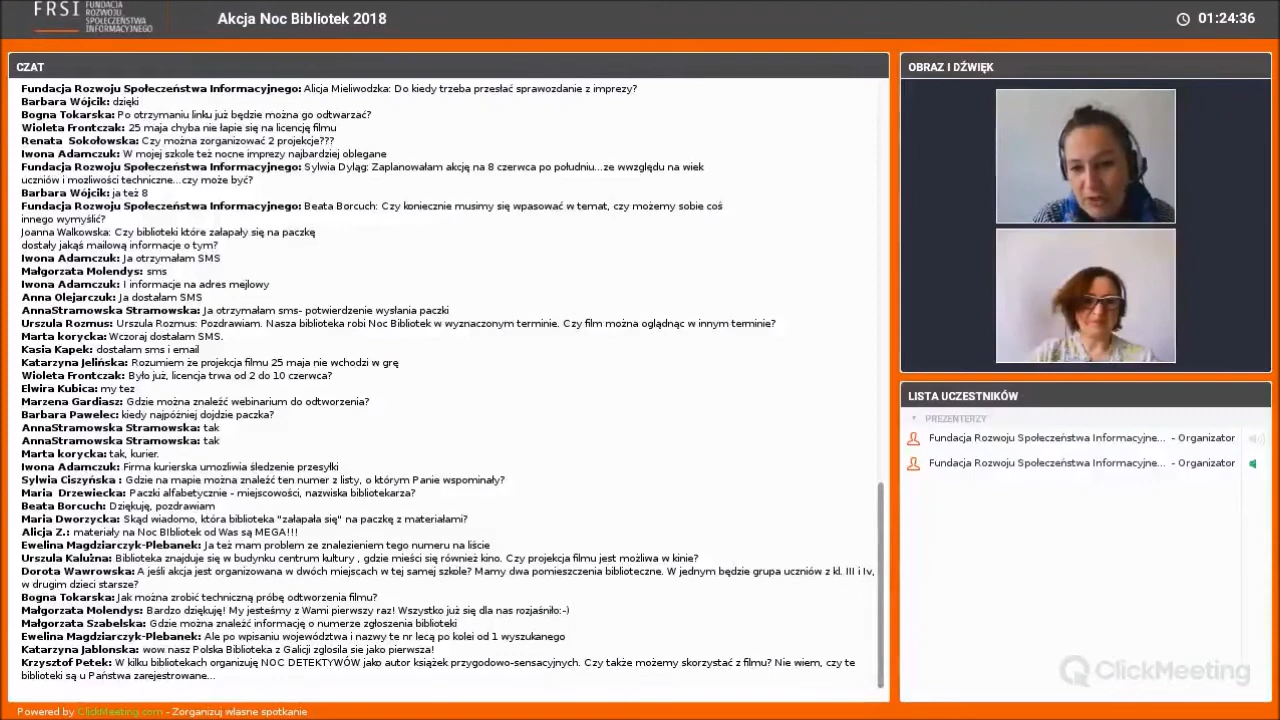 FRSI FUNDACJA
ROZWOJU
SPOŁECZEŃSTWA
INFORMACYJNEGO
Akcja Noc Bibliotek 2018
01:24:36
CZAT
Fundacja Rozwoju Społeczeństwa Informacyjnego: Alicja Mieliwodzka: Do kiedy trzeba przesłać sprawozdanie z imprezy?
Barbara Wójcik: dzięki
Bogna Tokarska: Po otrzymaniu linku już będzie można go odtwarzać?
Wioleta Frontczak: 25 maja chyba nie łapie się na licencję filmu
Renata Sokołowska: Czy można zorganizować 2 projekcje???
Iwona Adamczuk: W mojej szkole też nocne imprezy najbardziej oblegane
Fundacja Rozwoju Społeczeństwa Informacyjnego: Sylwia Dyląg: Zaplanowałam akcję na 8 czerwca po południu...ze wwzględu na wiek
uczniów i mozliwości techniczne...czy może być?
Barbara Wójcik: ja też 8
Fundacja Rozwoju Społeczeństwa Informacyjnego: Beata Borcuch: Czy koniecznie musimy się wpasować w temat, czy możemy sobie coś
innego wymyślić?
Joanna Walkowska: Czy biblioteki które załapały się na paczkę
dostały jakąś mailową informacje o tym?
Iwona Adamczuk: Ja otrzymałam SMS
Małgorzata Molendys: sms
Iwona Adamczuk: I informacje na adres mejlowy
Anna Olejarczuk: Ja dostałam SMS
AnnaStramowska Stramowska: Ja otrzymałam sms- potwierdzenie wysłania paczki
Urszula Rozmus: Urszula Rozmus: Pozdrawiam. Nasza biblioteka robi Noc Bibliotek w wyznaczonym terminie. Czy film można oglądnąc w innym terminie?
Marta korycka: Wczoraj dostałam SMS.
Kasia Kapek: dostałam sms i email
Katarzyna Jelińska: Rozumiem że projekcja filmu 25 maja nie wchodzi w grę
Wioleta Frontczak: Było już, licencja trwa od 2 do 10 czerwca?
Elwira Kubica: my tez
Marzena Gardiasz: Gdzie można znaleźć webinarium do odtworzenia?
Barbara Pawelec: kiedy najpóźniej dojdzie paczka?
AnnaStramowska Stramowska: tak
AnnaStramowska Stramowska: tak
Marta korycka: tak, kurier.
Iwona Adamczuk: Firma kurierska umozliwia śledzenie przesyłki
Sylwia Ciszyńska : Gdzie na mapie można znaleźć ten numer z listy, o którym Panie wspominały?
Maria Drzewiecka: Paczki alfabetycznie - miejscowości, nazwiska bibliotekarza?
Beata Borcuch: Dziękuję, pozdrawiam
Maria Dworzycka: Skąd wiadomo, która biblioteka "załapała się" na paczkę z materiałami?
Alicja Z.: materiały na Noc BIbliotek od Was są MEGA!!!
Ewelina Magdziarczyk-Plebanek: Ja też mam problem ze znalezieniem tego numeru na liście
Urszula Kalużna: Biblioteka znajduje się w budynku centrum kultury , gdzie mieści się również kino. Czy projekcja filmu jest możliwa w kinie?
Dorota Wawrowska: A jeśli akcja jest organizowana w dwóch miejscach w tej samej szkole? Mamy dwa pomieszczenia biblioteczne. W jednym będzie grupa uczniów z kl. III i Iv,
w drugim dzieci starsze?
Bogna Tokarska: Jak można zrobić techniczną próbę odtworzenia filmu?
Małgorzata Molendys: Bardzo dziękuję! My jesteśmy z Wami pierwszy raz! Wszystko już się dla nas rozjaśniło:-)
Małgorzata Szabelska: Gdzie można znależć informację o numerze zgłoszenia biblioteki
Ewelina Magdziarczyk-Plebanek: Ale po wpisaniu województwa i nazwy te nr lecą po kolei od 1 wyszukanego
Katarzyna Jablonska: wow nasz Polska Biblioteka z Galicji zglosila sie jako pierwsza!
Krzysztof Petek: W kilku bibliotekach organizuję NOC DETEKTYWÓW jako autor książek przygodowo-sensacyjnych. Czy także możemy skorzystać z filmu? Nie wiem, czy te
biblioteki są u Państwa zarejestrowane...
OBRAZ I DŹWIĘK
LISTA UCZESTNIKÓW
PREZENTERZY
Fundacja Rozwoju Społeczeństwa Informacyjne... - Organizator
Fundacja Rozwoju Społeczeństwa Informacyjne... - Organizator
ClickMeeting
Powered by ClickMeeting.com - Zorganizuj własne spotkanie